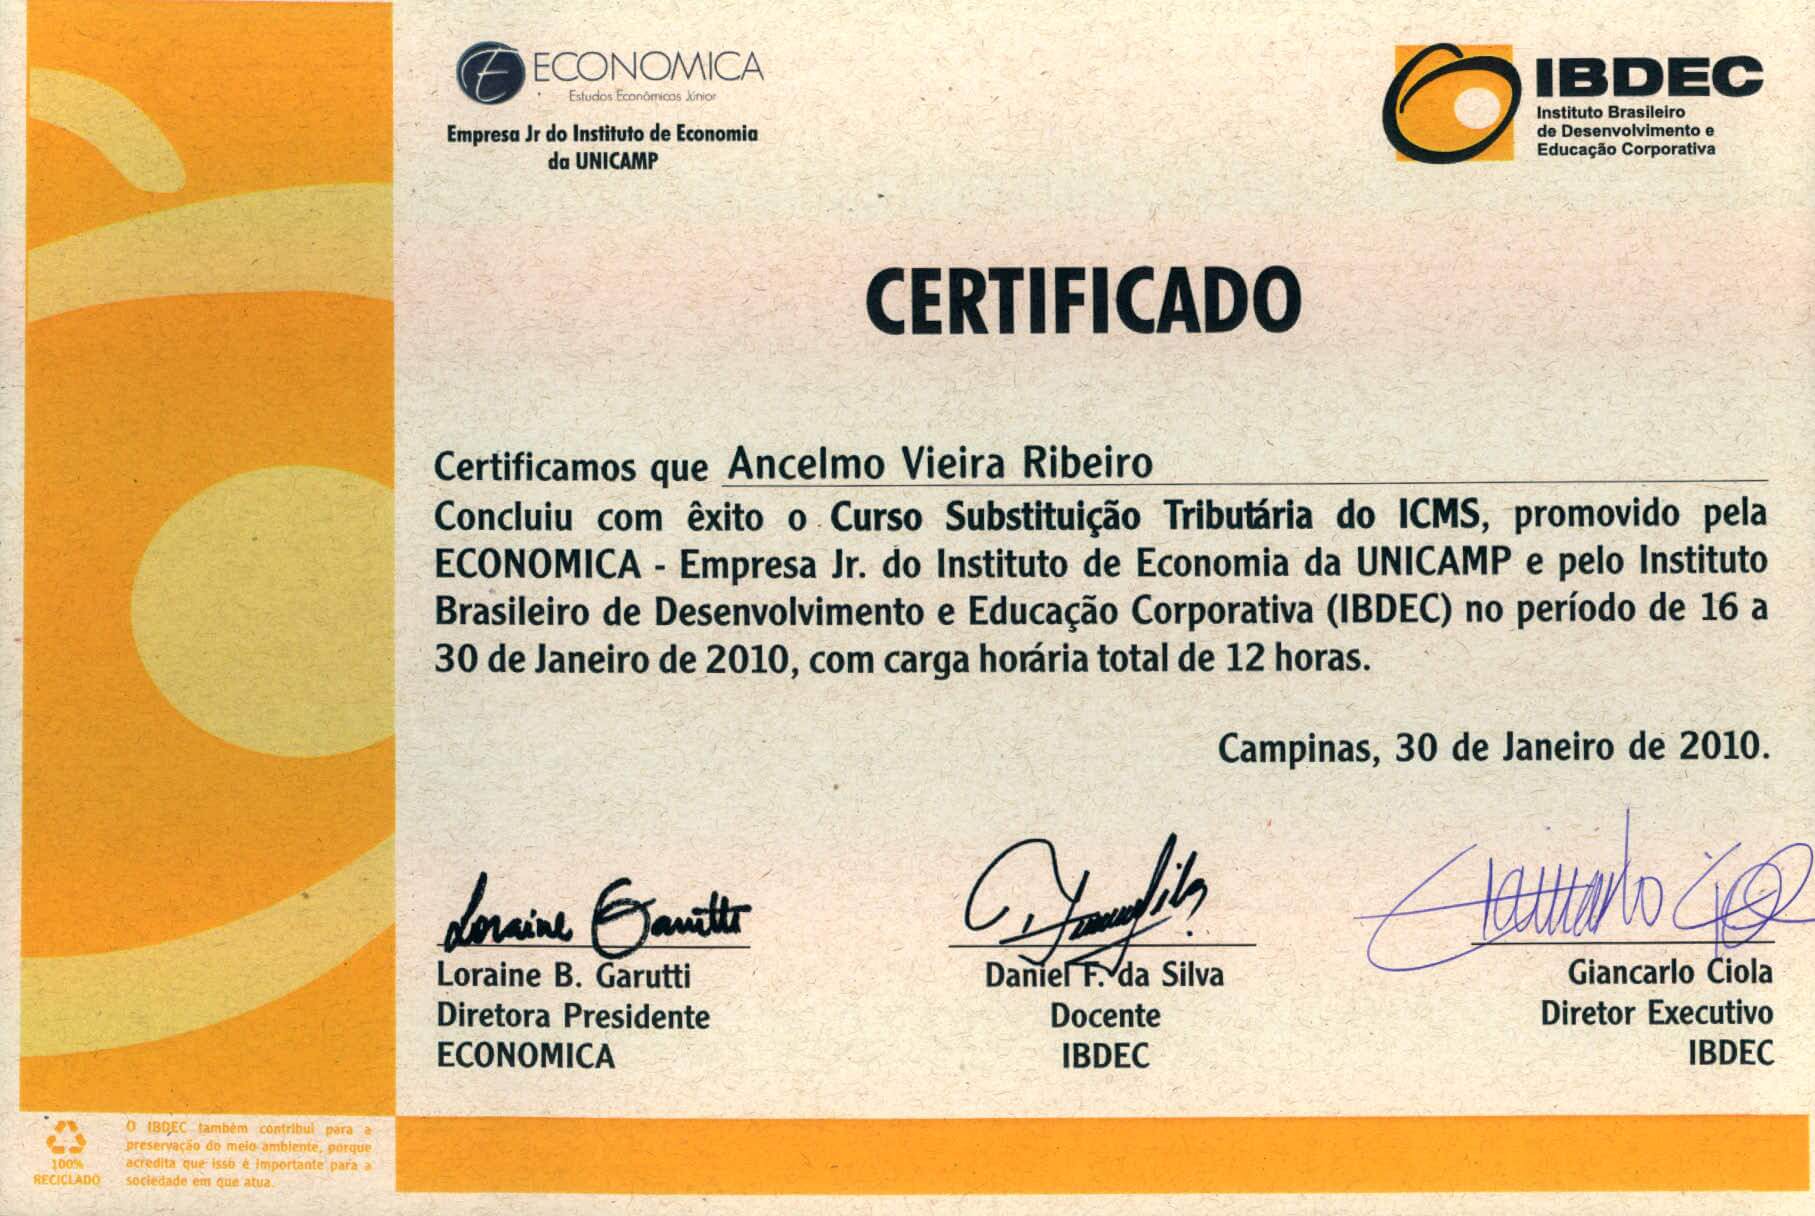 ECONOMICA
Estudos Econômicos Júnior
Empresa Jr do Instituto de Economia
da UNICAMP
IBDEC
Instituto Brasileiro
de Desenvolvimento e
Educação Corporativa
CERTIFICADO
Certificamos que Ancelmo Vieira Ribeiro
Concluiu com êxito o Curso Substituição Tributária do ICMS, promovido pela
ECONOMICA - Empresa Jr. do Instituto de Economia da UNICAMP e pelo Instituto
Brasileiro de Desenvolvimento e Educação Corporativa (IBDEC) no período de 16 a
30 de Janeiro de 2010, com carga horária total de 12 horas.
Campinas, 30 de Janeiro de 2010.
Loraine Garutti
Loraine B. Garutti
Diretora Presidente
ECONOMICA
Daniel F. da Silva
Docente
IBDEC
Giancarlo Ciola
Diretor Executivo
IBDEC
100%
RECICLADO
O IBDEC também contribui para a
preservação do meio ambiente, porque
acredita que isso é importante para a
sociedade em que atua.